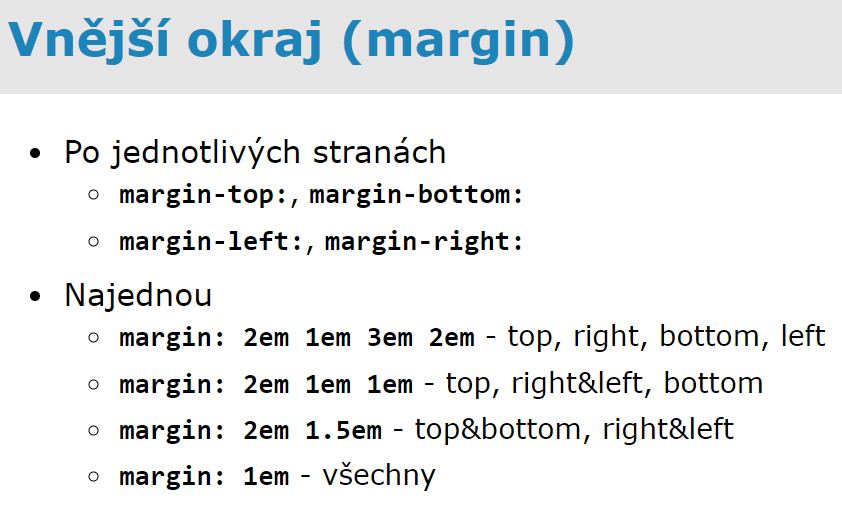 Vnější okraj (margin)
• Po jednotlivých stranách
◦ margin-top:, margin-bottom:
◦ margin-left:, margin-right:
• Najednou
◦ margin: 2em 1em 3em 2em - top, right, bottom, left
◦ margin: 2em 1em 1em - top, right&left, bottom
◦ margin: 2em 1.5em - top&bottom, right&left
◦ margin: 1em - všechny